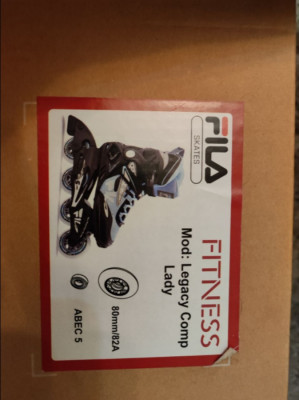 FILA
SKATES
FITNESS
Mod: Legacy Comp
Lady
80mm/82A
ABEC 5